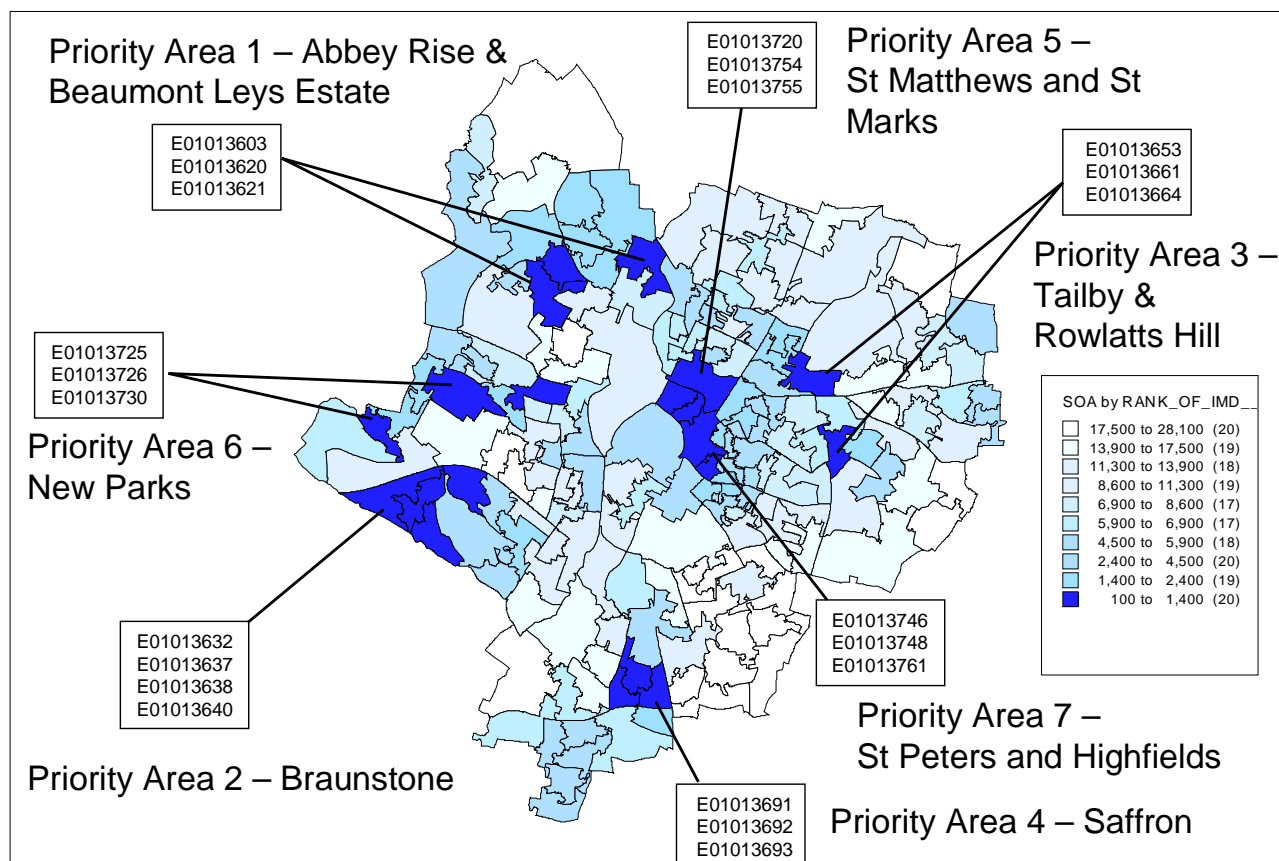 Priority Area 1 – Abbey Rise &
Beaumont Leys Estate
E01013603
E01013620
E01013621
E01013720
E01013754
E01013755
Priority Area 5 –
St Matthews and St
Marks
E01013653
E01013661
E01013664
Priority Area 3 –
Tailby &
Rowlatts Hill
E01013725
E01013726
E01013730
Priority Area 6 –
New Parks
SOA by RANK_OF_IMD__
17,500 to 28,100 (20)
13,900 to 17,500 (19)
11,300 to 13,900 (18)
8,600 to 11,300 (19)
6,900 to 8,600 (17)
5,900 to 6,900 (17)
4,500 to 5,900 (18)
2,400 to 4,500 (20)
1,400 to 2,400 (19)
100 to 1,400 (20)
E01013632
E01013637
E01013638
E01013640
Priority Area 2 – Braunstone
E01013746
E01013748
E01013761
Priority Area 7 –
St Peters and Highfields
E01013691
E01013692
E01013693
Priority Area 4 – Saffron